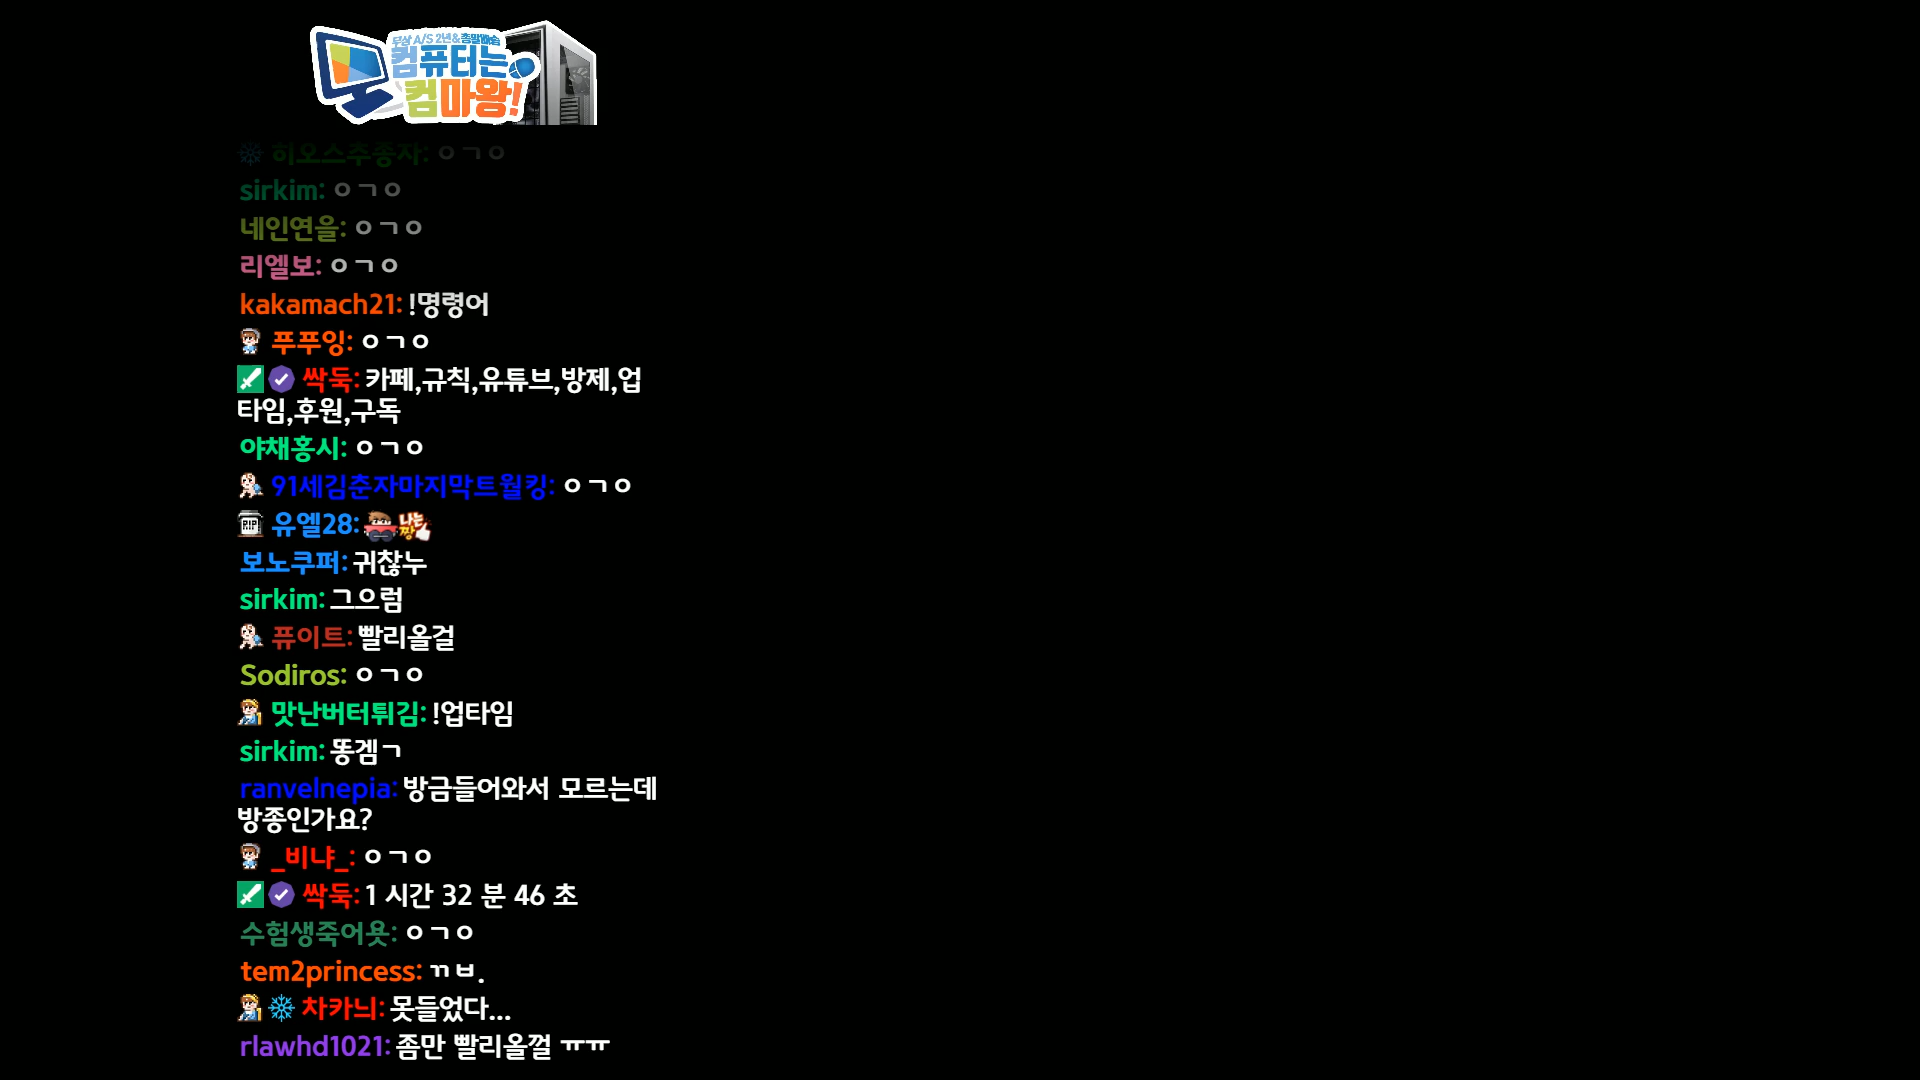 무상 A/S 2년&총알배송
컴퓨터는
컴마왕!
히오스추종자: ㅇㄱㅇ
sirkim: ㅇㄱㅇ
네인연을: ㅇㄱㅇ
리엘보: ㅇㄱㅇ
kakamach21: !명령어
푸푸잉: ㅇㄱㅇ
싹둑: 카페,규칙,유튜브,방제,업
타임,후원,구독
야채홍시: ㅇㄱㅇ
91세김춘자마지막트월킹: ㅇㄱㅇ
RIP 유엘28: 나는짱
보노쿠퍼: 귀찮누
sirkim: 그으럼
퓨이트: 빨리올걸
Sodiros: ㅇㄱㅇ
맛난버터튀김: !업타임
sirkim: 똥겜ㄱ
ranvelnepia: 방금들어와서 모르는데
방종인가요?
_비냐_: ㅇㄱㅇ
싹둑: 1 시간 32 분 46 초
수험생죽어욧: ㅇㄱㅇ
tem2princess: ㄲㅂ.
차카늬: 못들었다...
rlawhd1021: 좀만 빨리올껄 ㅠㅠ